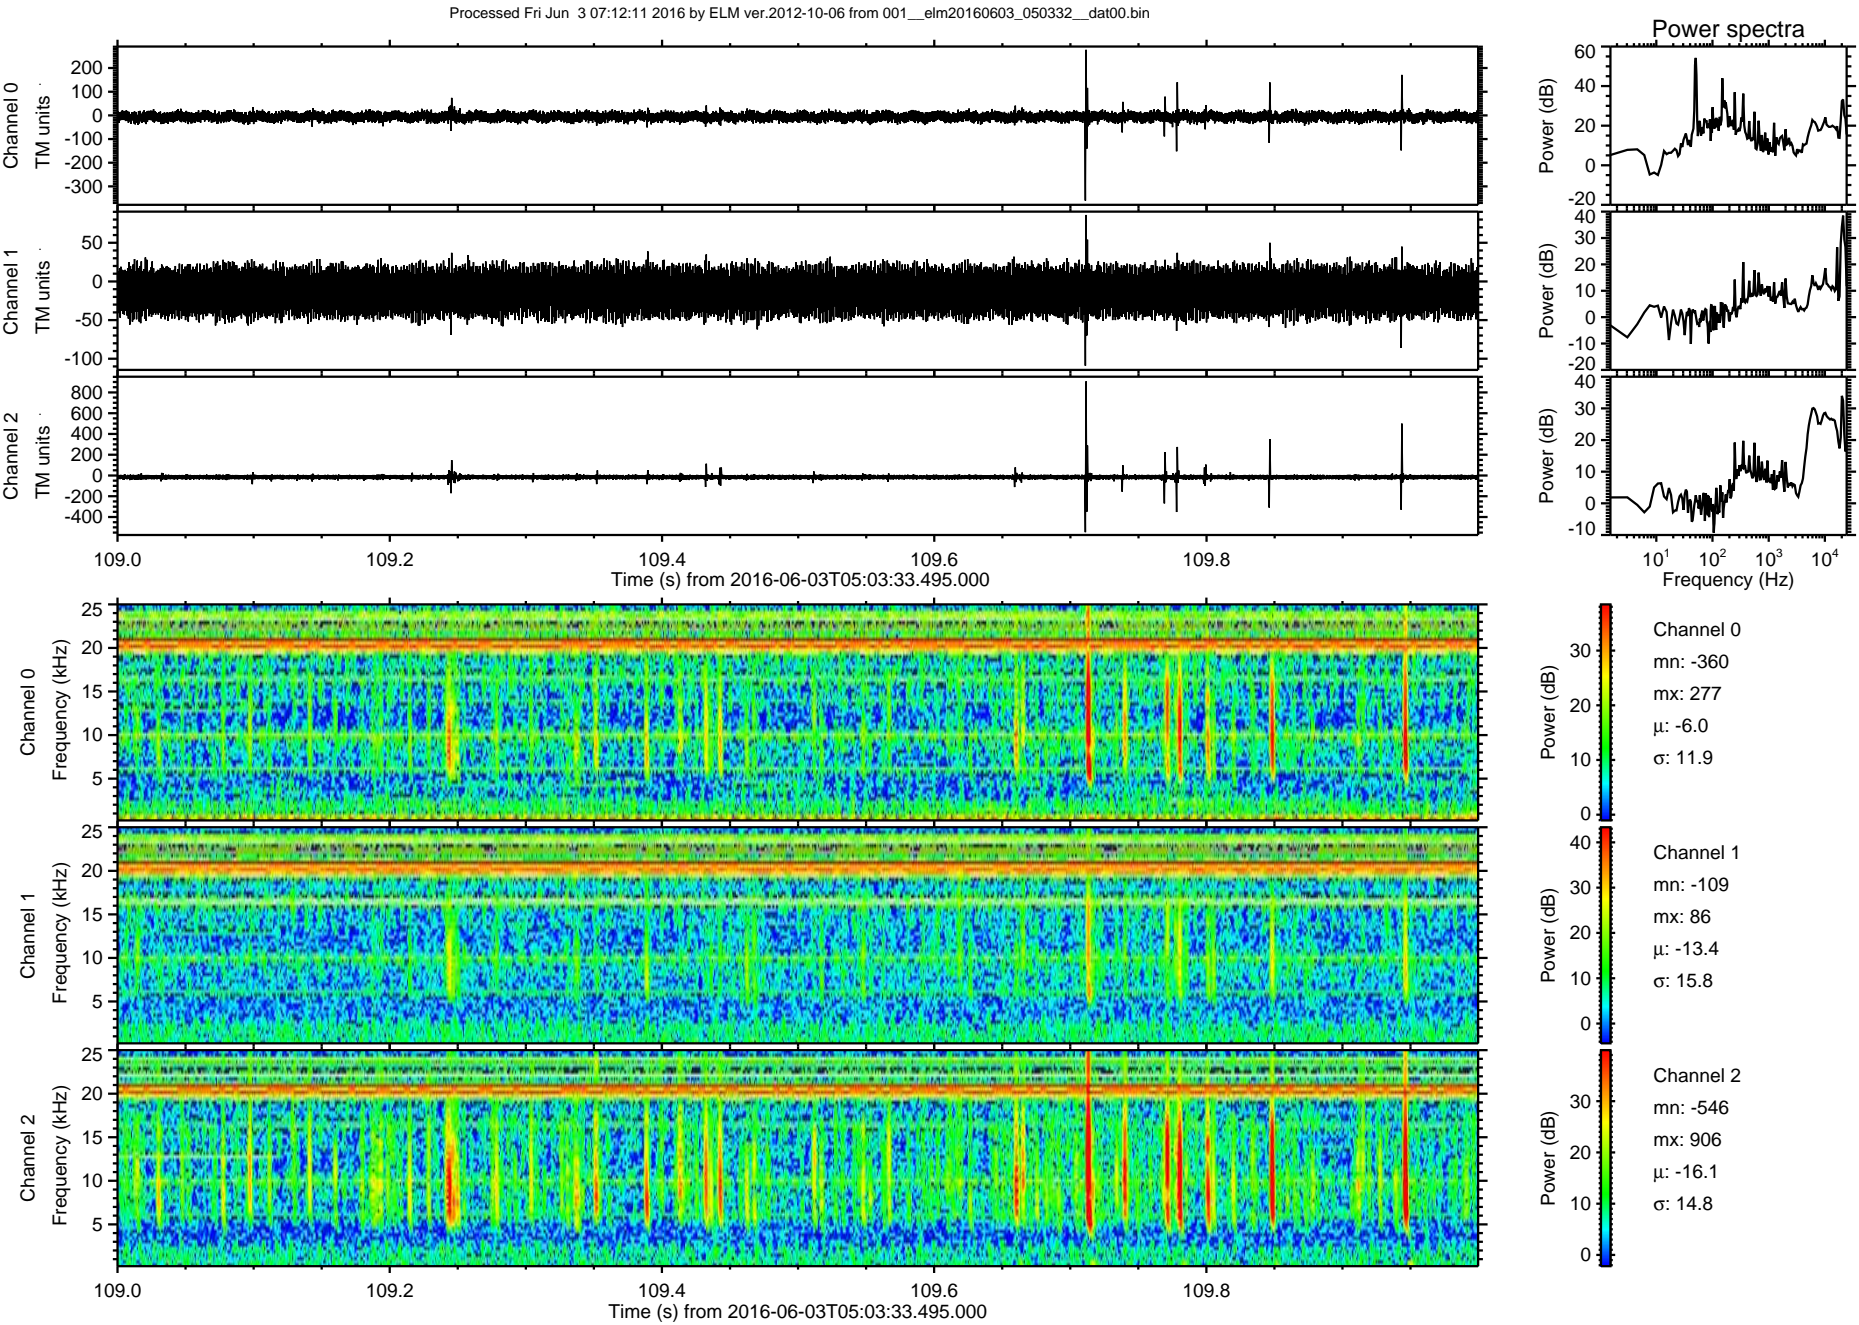 Processed Fri Jun  3 07:12:11 2016 by ELM ver.2012-10-06 from 001__elm20160603_050332__dat00.bin
Power spectra
Channel 0
TM units
200
100
0
-100
-200
-300
Power (dB)
60
40
20
0
-20
Channel 1
TM units
50
0
-50
-100
Power (dB)
40
30
20
10
0
-10
-20
Channel 2
TM units
800
600
400
200
0
-200
-400
Power (dB)
40
30
20
10
0
-10
109.0 109.2 109.4 109.6 109.8
Time (s) from 2016-06-03T05:03:33.495.000
10^1 10^2 10^3 10^4
Frequency (Hz)
Channel 0
Frequency (kHz)
25
20
15
10
5
Power (dB)
30
20
10
0
Channel 0
mn: -360
mx: 277
μ: -6.0
σ: 11.9
Channel 1
Frequency (kHz)
25
20
15
10
5
Power (dB)
40
30
20
10
0
Channel 1
mn: -109
mx: 86
μ: -13.4
σ: 15.8
Channel 2
Frequency (kHz)
25
20
15
10
5
Power (dB)
30
20
10
0
Channel 2
mn: -546
mx: 906
μ: -16.1
σ: 14.8
109.0 109.2 109.4 109.6 109.8
Time (s) from 2016-06-03T05:03:33.495.000